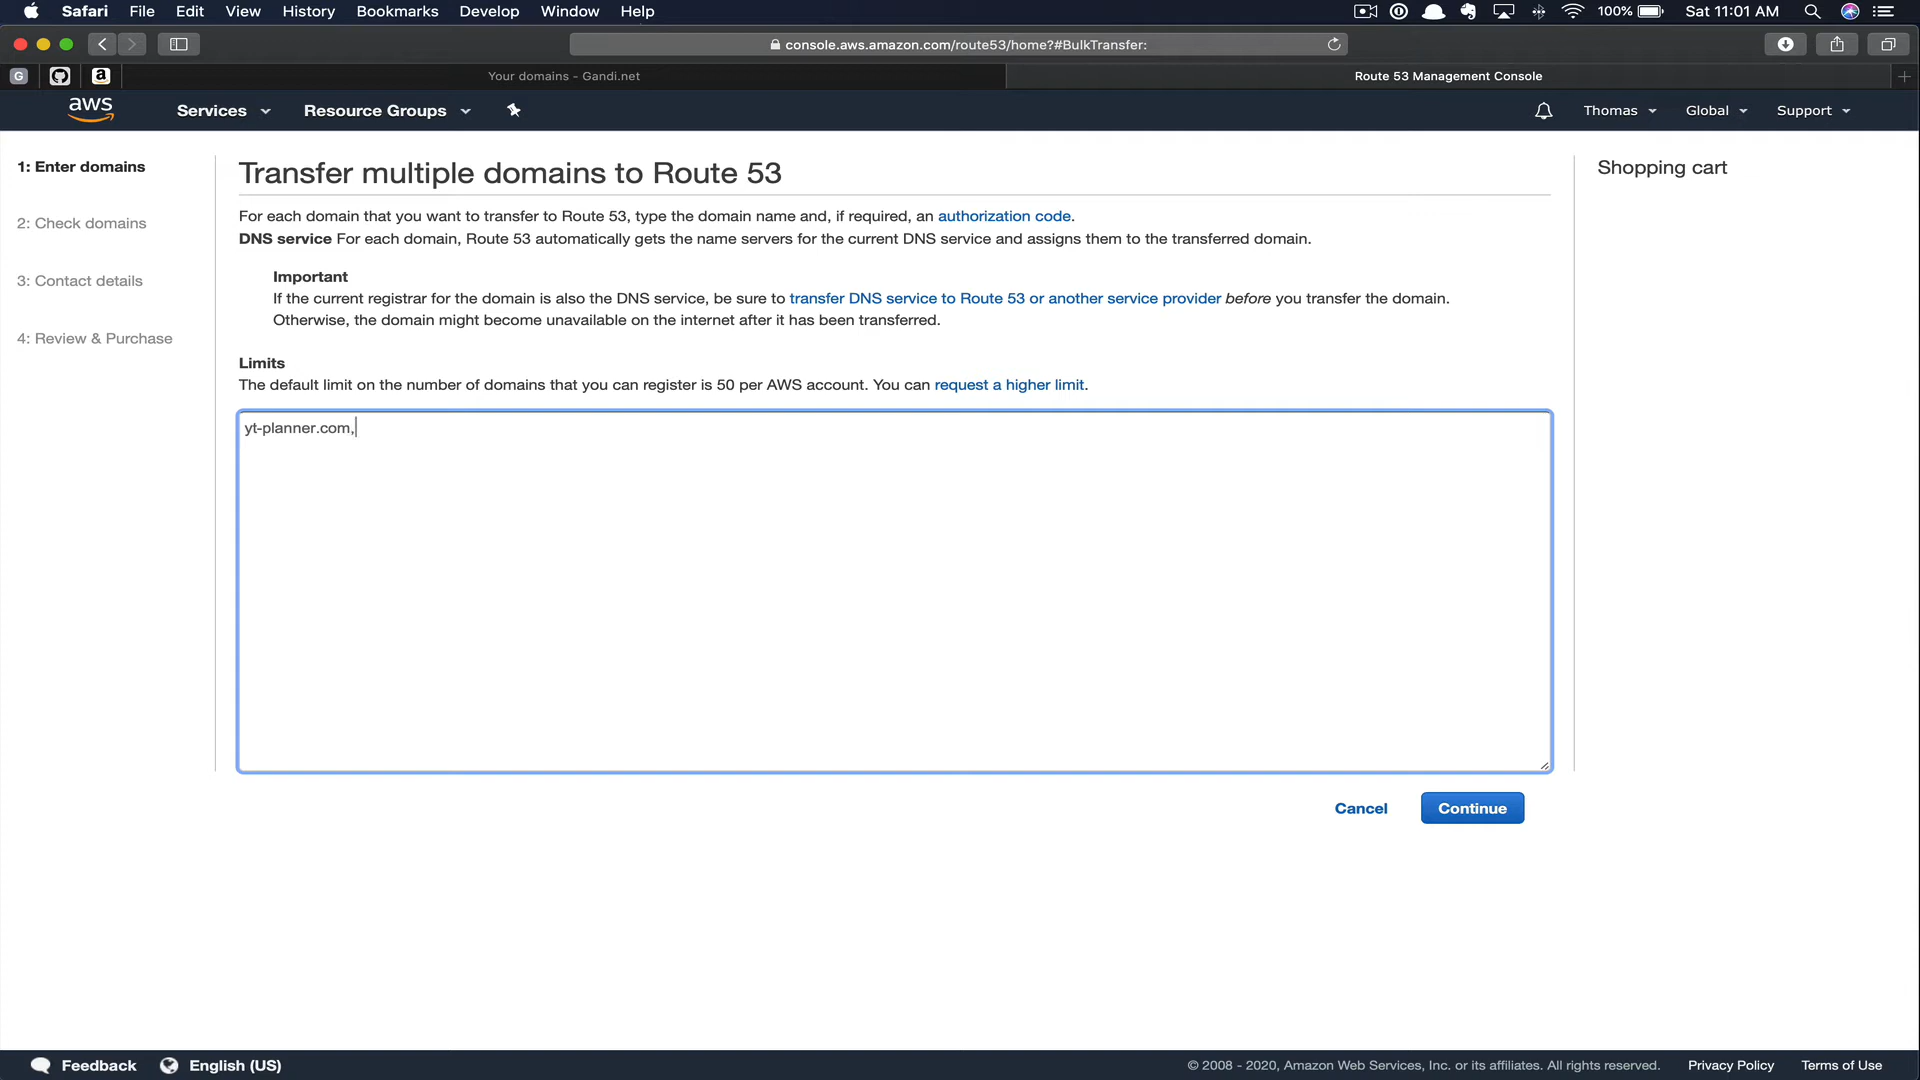 Safari File Edit View History Bookmarks Develop Window Help 100% Sat 11:01 AM
console.aws.amazon.com/route53/home?#BulkTransfer:
G a Your domains – Gandi.net Route 53 Management Console
aws Services Resource Groups Thomas Global Support
1: Enter domains
2: Check domains
3: Contact details
4: Review & Purchase
Transfer multiple domains to Route 53
For each domain that you want to transfer to Route 53, type the domain name and, if required, an authorization code.
DNS service For each domain, Route 53 automatically gets the name servers for the current DNS service and assigns them to the transferred domain.
Important
If the current registrar for the domain is also the DNS service, be sure to transfer DNS service to Route 53 or another service provider before you transfer the domain.
Otherwise, the domain might become unavailable on the internet after it has been transferred.
Limits
The default limit on the number of domains that you can register is 50 per AWS account. You can request a higher limit.
yt-planner.com,
Cancel Continue
Shopping cart
Feedback English (US) © 2008 - 2020, Amazon Web Services, Inc. or its affiliates. All rights reserved. Privacy Policy Terms of Use